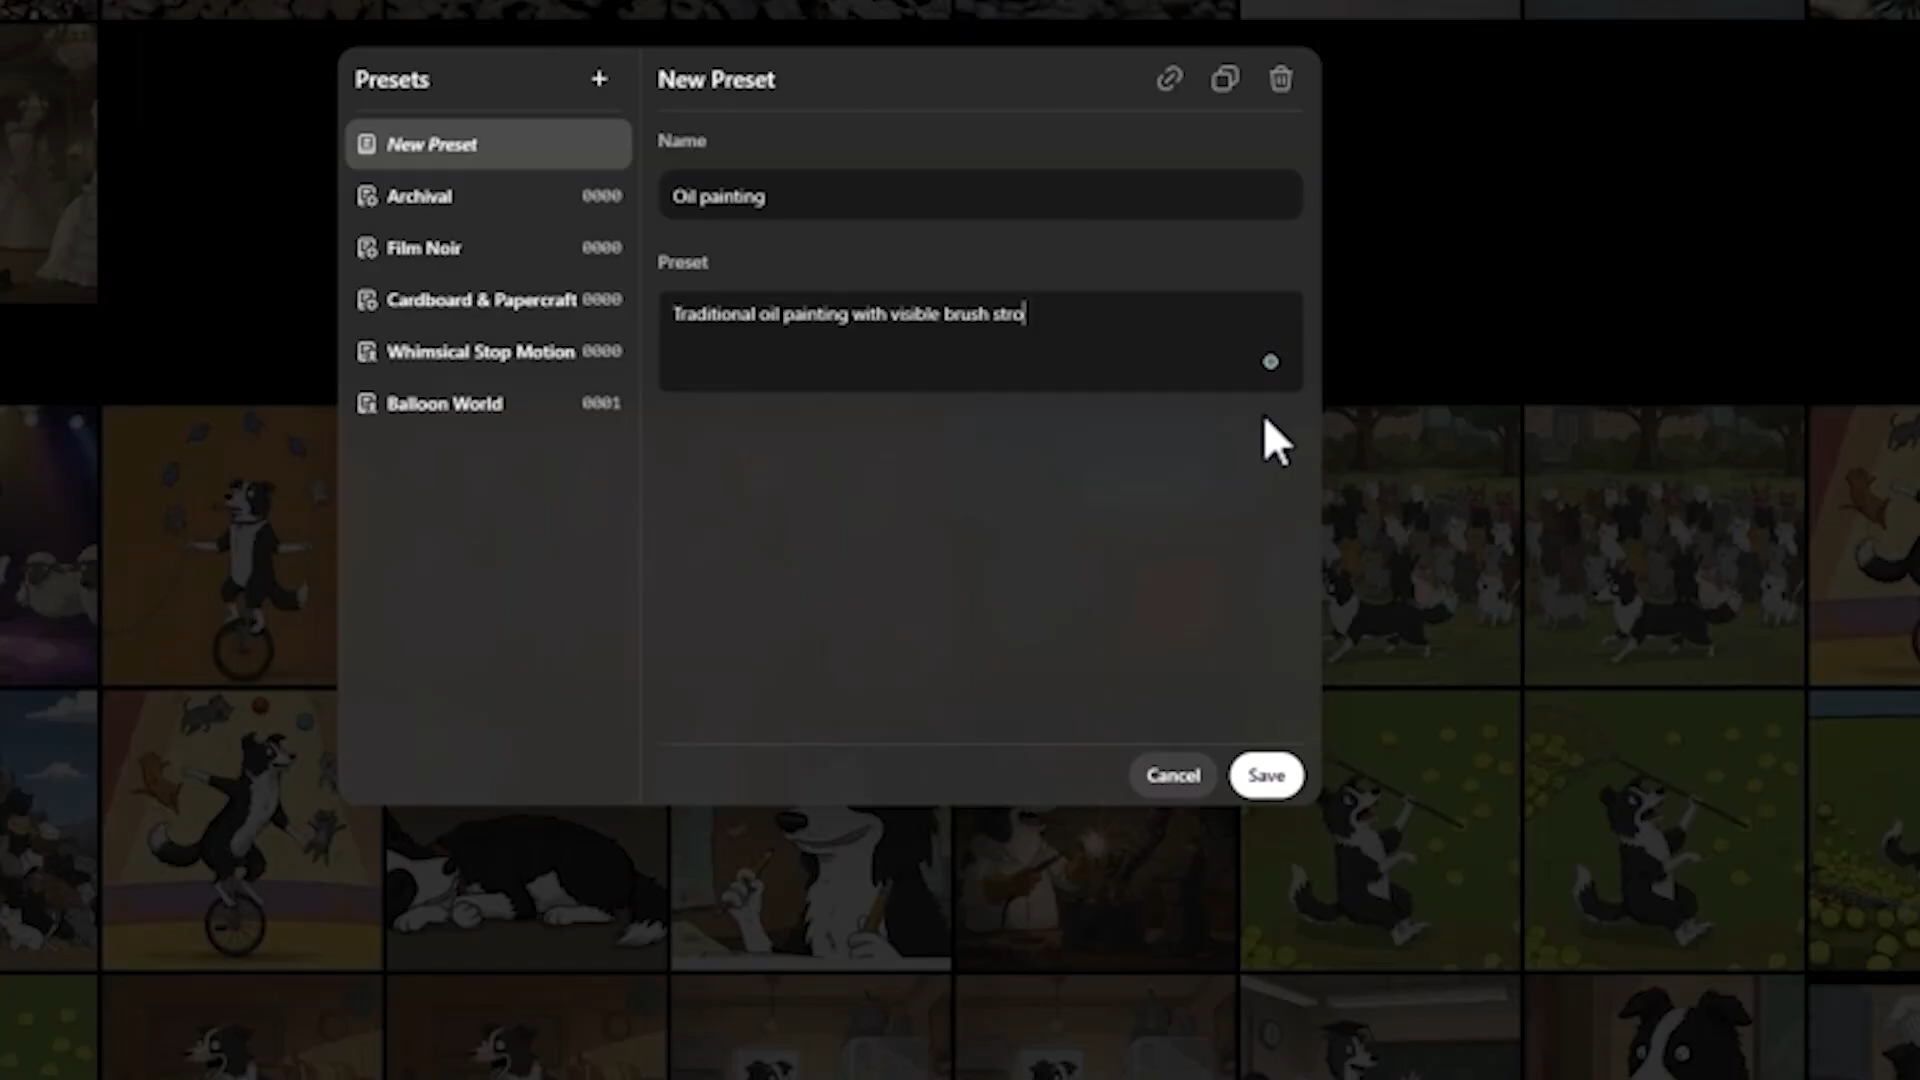 Presets
New Preset
Archival 0000
Film Noir 0000
Cardboard & Papercraft 0000
Whimsical Stop Motion 0000
Balloon World 0001
New Preset
Name
Oil painting
Preset
Traditional oil painting with visible brush stro
Cancel
Save